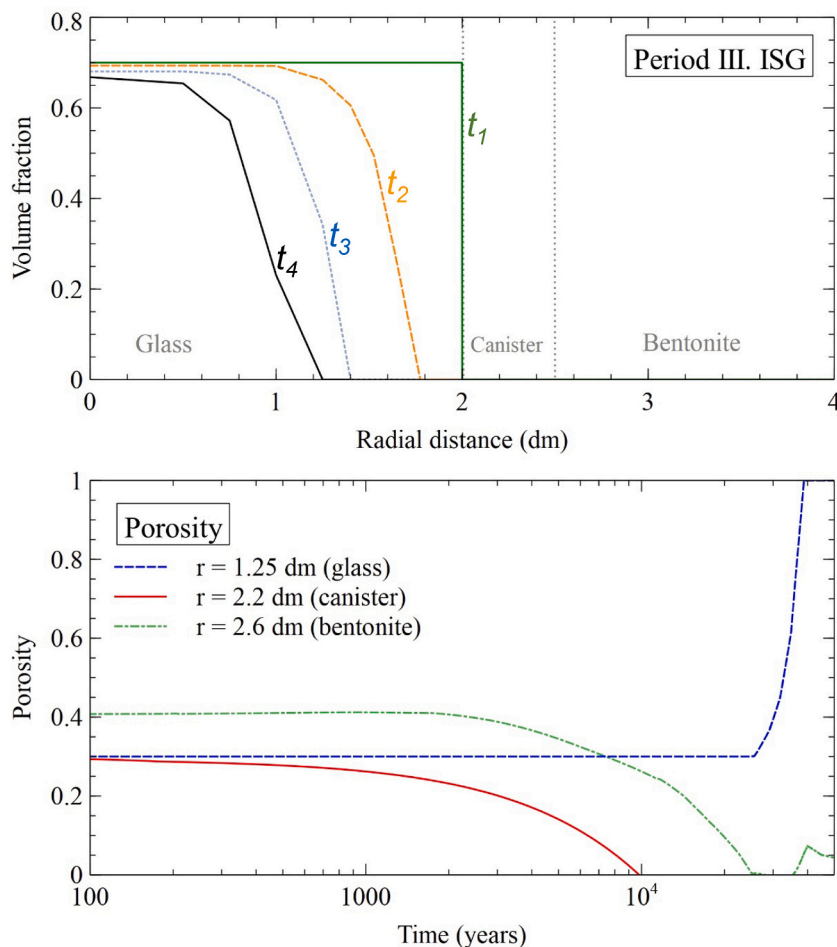 0.8
Period III. ISG
0.6
t1
Volume fraction
0.4
t2
t3
t4
0.2
Glass
Canister
Bentonite
0
0 1 2 3 4
Radial distance (dm)
1
Porosity
0.8
r = 1.25 dm (glass)
r = 2.2 dm (canister)
r = 2.6 dm (bentonite)
0.6
Porosity
0.4
0.2
0
100 1000 10⁴
Time (years)